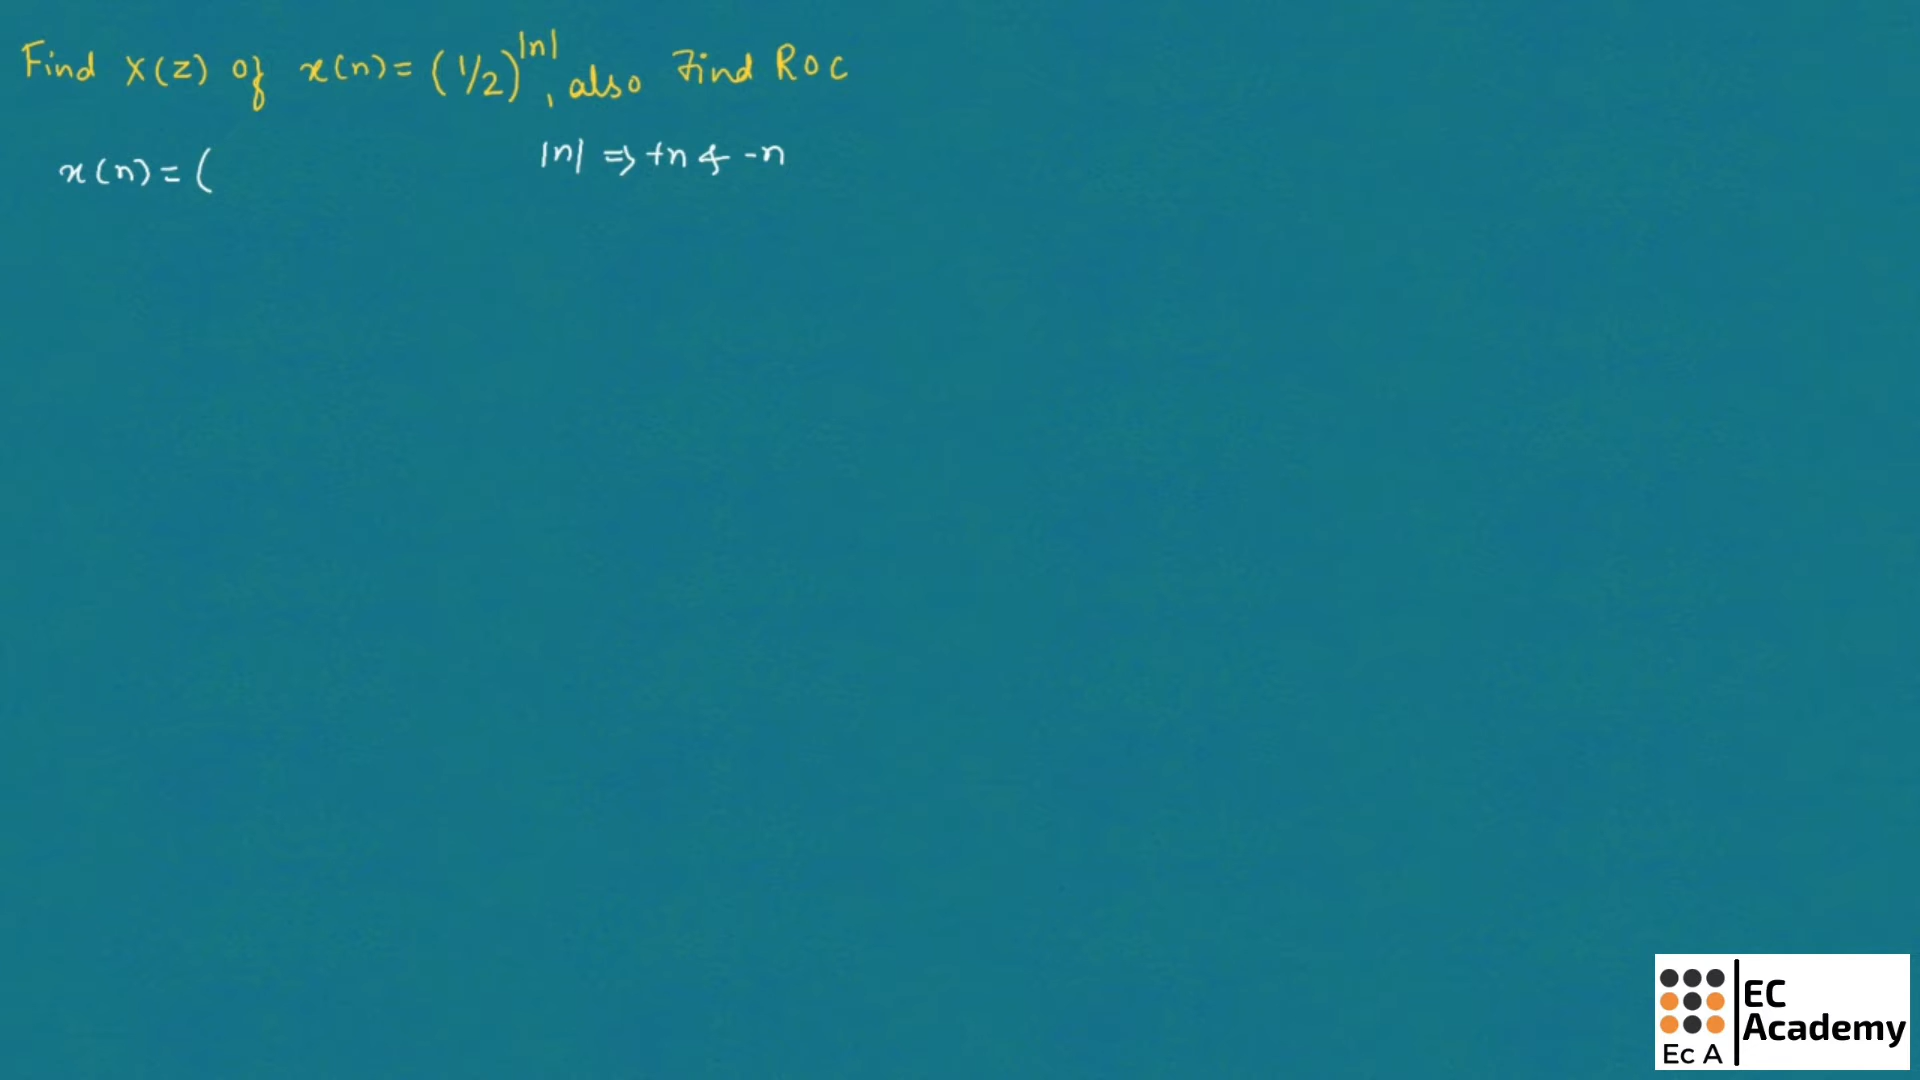 Find X(z) of x(n) = (1/2)^|n|, also Find ROC
x(n) = (
|n| => +n & -n
EC
Academy
Ec A